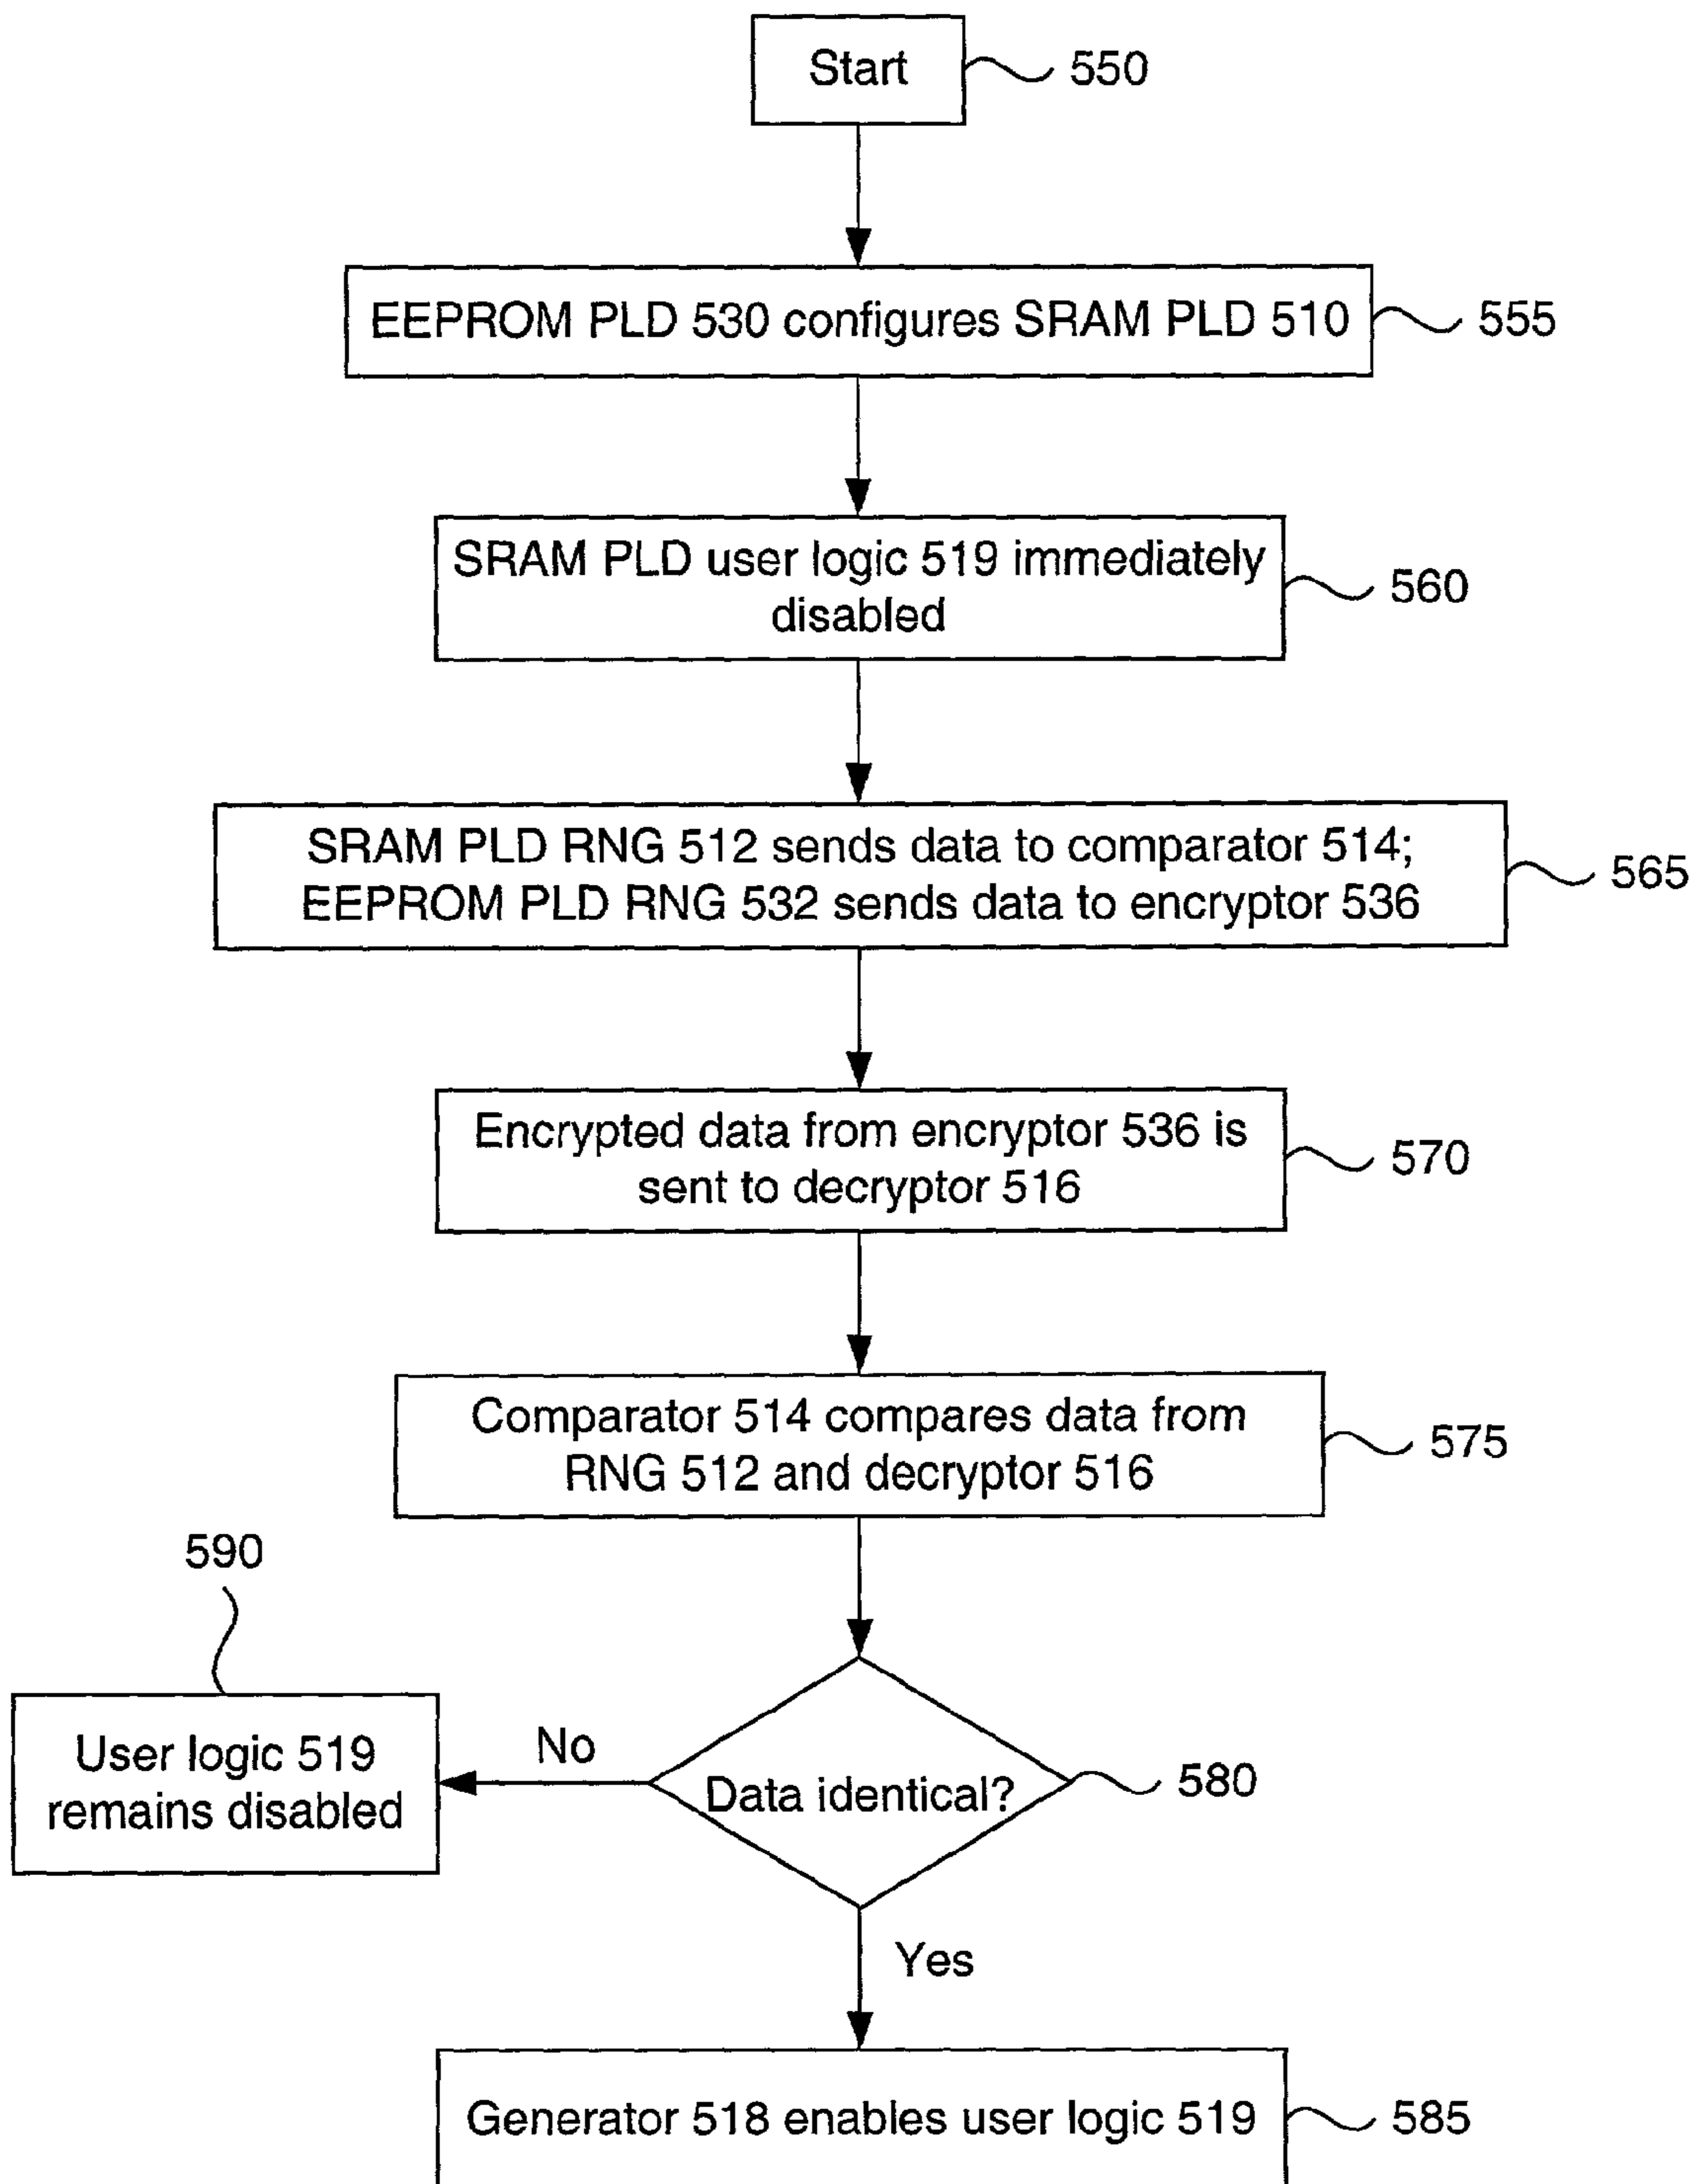 Start
550
EEPROM PLD 530 configures SRAM PLD 510
555
SRAM PLD user logic 519 immediately
disabled
560
SRAM PLD RNG 512 sends data to comparator 514;
EEPROM PLD RNG 532 sends data to encryptor 536
565
Encrypted data from encryptor 536 is
sent to decryptor 516
570
Comparator 514 compares data from
RNG 512 and decryptor 516
575
590
User logic 519
remains disabled
No
Data identical?
580
Yes
Generator 518 enables user logic 519
585